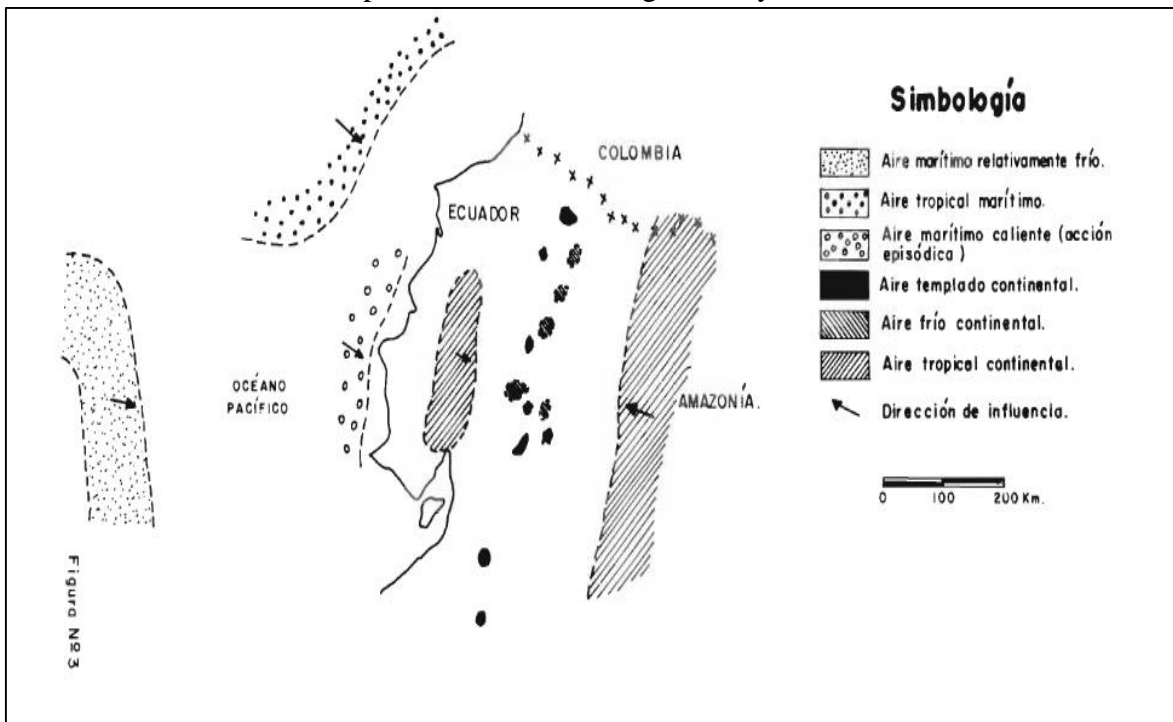 COLOMBIA
ECUADOR
OCÉANO
PACÍFICO
AMAZONÍA.
Figura Nº 3
Simbología
Aire marítimo relativamente frío.
Aire tropical marítimo.
Aire marítimo caliente (acción
episódica)
Aire templado continental.
Aire frío continental.
Aire tropical continental.
Dirección de influencia.
0 100 200 Km.